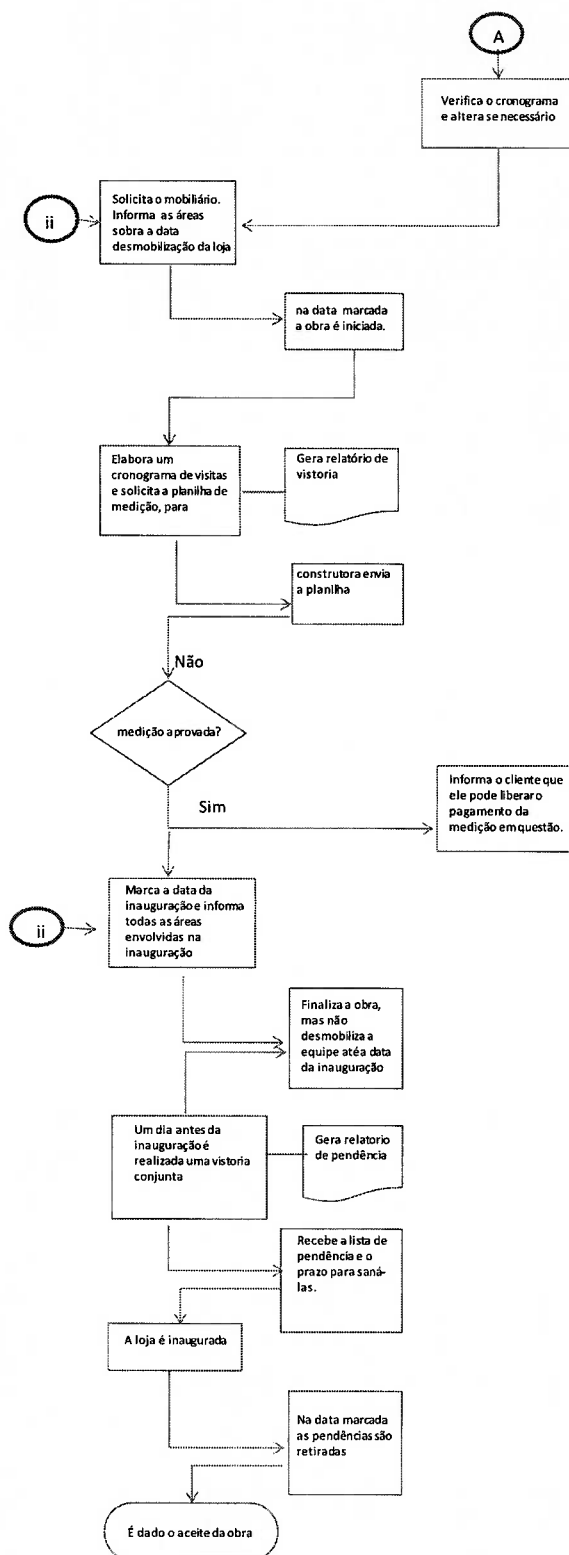 A
Verifica o cronograma
e altera se necessário
ii
Solicita o mobiliário.
Informa as áreas
sobra a data
desmobilização da loja
na data marcada
a obra é iniciada.
Elabora um
cronograma de visitas
e solicita a planilha de
medição, para
Gera relatório de
vistoria
construtora envia
a planilha
Não
medição aprovada?
Sim
Informa o cliente que
ele pode liberar o
pagamento da
medição em questão.
Marca a data da
inauguração e informa
todas as áreas
envolvidas na
inauguração
ii
Finaliza a obra,
mas não
desmobiliza a
equipe até a data
da inauguração
Um dia antes da
inauguração é
realizada uma vistoria
conjunta
Gera relatorio
de pendência
Recebe a lista de
pendência e o
prazo para saná-
las.
A loja é inaugurada
Na data marcada
as pendências são
retiradas
É dado o aceite da obra